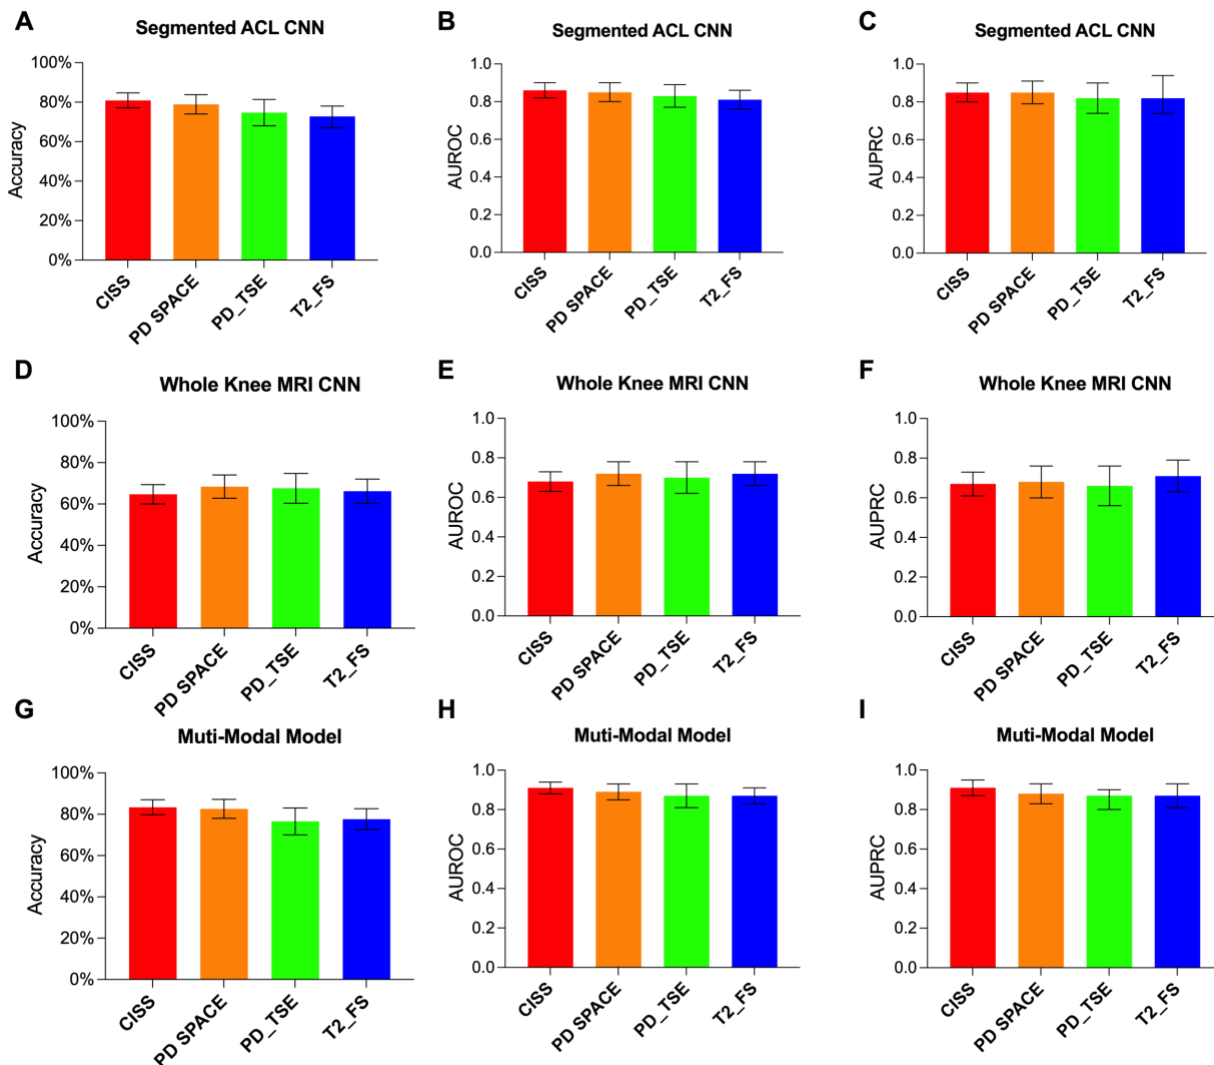 A
Segmented ACL CNN
Accuracy
100%
80%
60%
40%
20%
0%
CISS
PD SPACE
PD_TSE
T2_FS
B
Segmented ACL CNN
AUROC
1.0
0.8
0.6
0.4
0.2
0.0
CISS
PD SPACE
PD_TSE
T2_FS
C
Segmented ACL CNN
AUPRC
1.0
0.8
0.6
0.4
0.2
0.0
CISS
PD SPACE
PD_TSE
T2_FS
D
Whole Knee MRI CNN
Accuracy
100%
80%
60%
40%
20%
0%
CISS
PD SPACE
PD_TSE
T2_FS
E
Whole Knee MRI CNN
AUROC
1.0
0.8
0.6
0.4
0.2
0.0
CISS
PD SPACE
PD_TSE
T2_FS
F
Whole Knee MRI CNN
AUPRC
1.0
0.8
0.6
0.4
0.2
0.0
CISS
PD SPACE
PD_TSE
T2_FS
G
Muti-Modal Model
Accuracy
100%
80%
60%
40%
20%
0%
CISS
PD SPACE
PD_TSE
T2_FS
H
Muti-Modal Model
AUROC
1.0
0.8
0.6
0.4
0.2
0.0
CISS
PD SPACE
PD_TSE
T2_FS
I
Muti-Modal Model
AUPRC
1.0
0.8
0.6
0.4
0.2
0.0
CISS
PD SPACE
PD_TSE
T2_FS